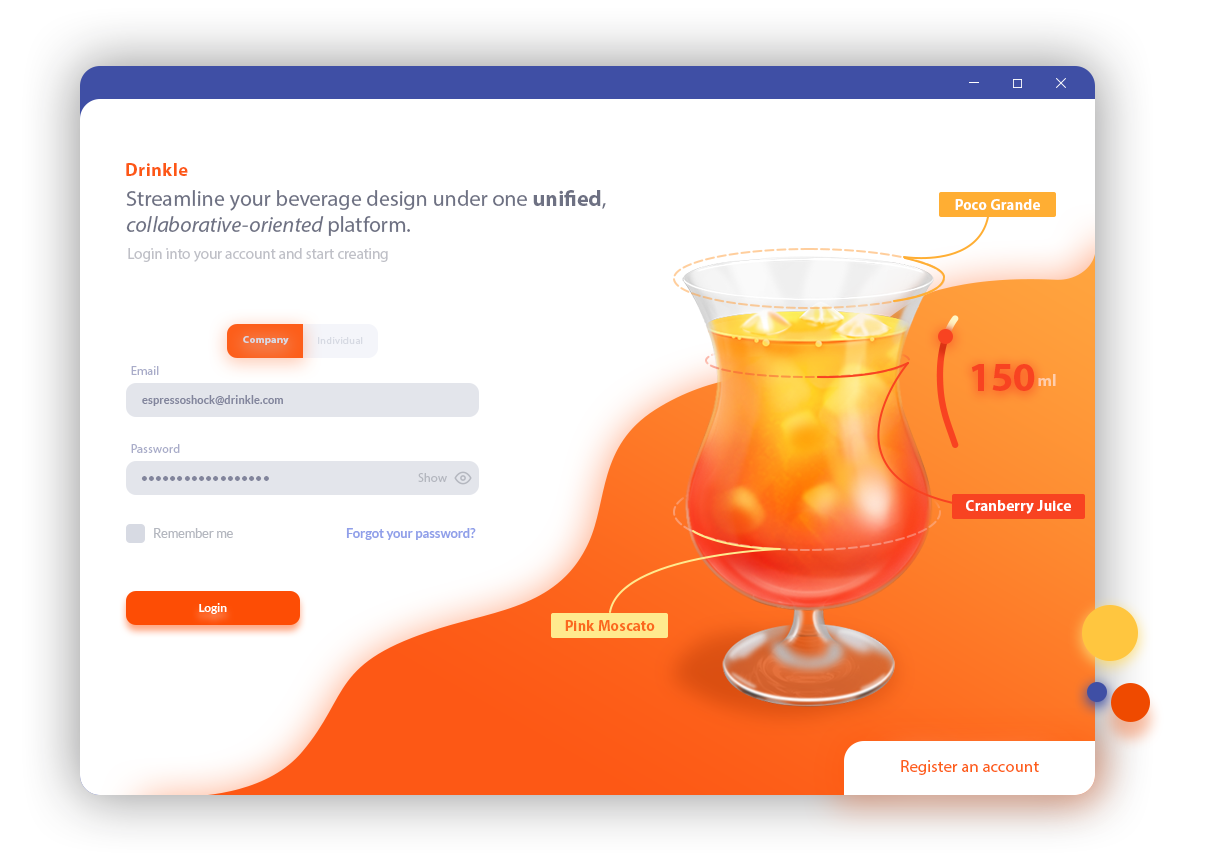 Drinkle
Streamline your beverage design under one unified,
collaborative-oriented platform.
Login into your account and start creating
Company
Individual
Email
espressoshock@drinkle.com
Password
••••••••••••••••••
Show
Remember me
Forgot your password?
Login
Poco Grande
150 ml
Cranberry Juice
Pink Moscato
Register an account